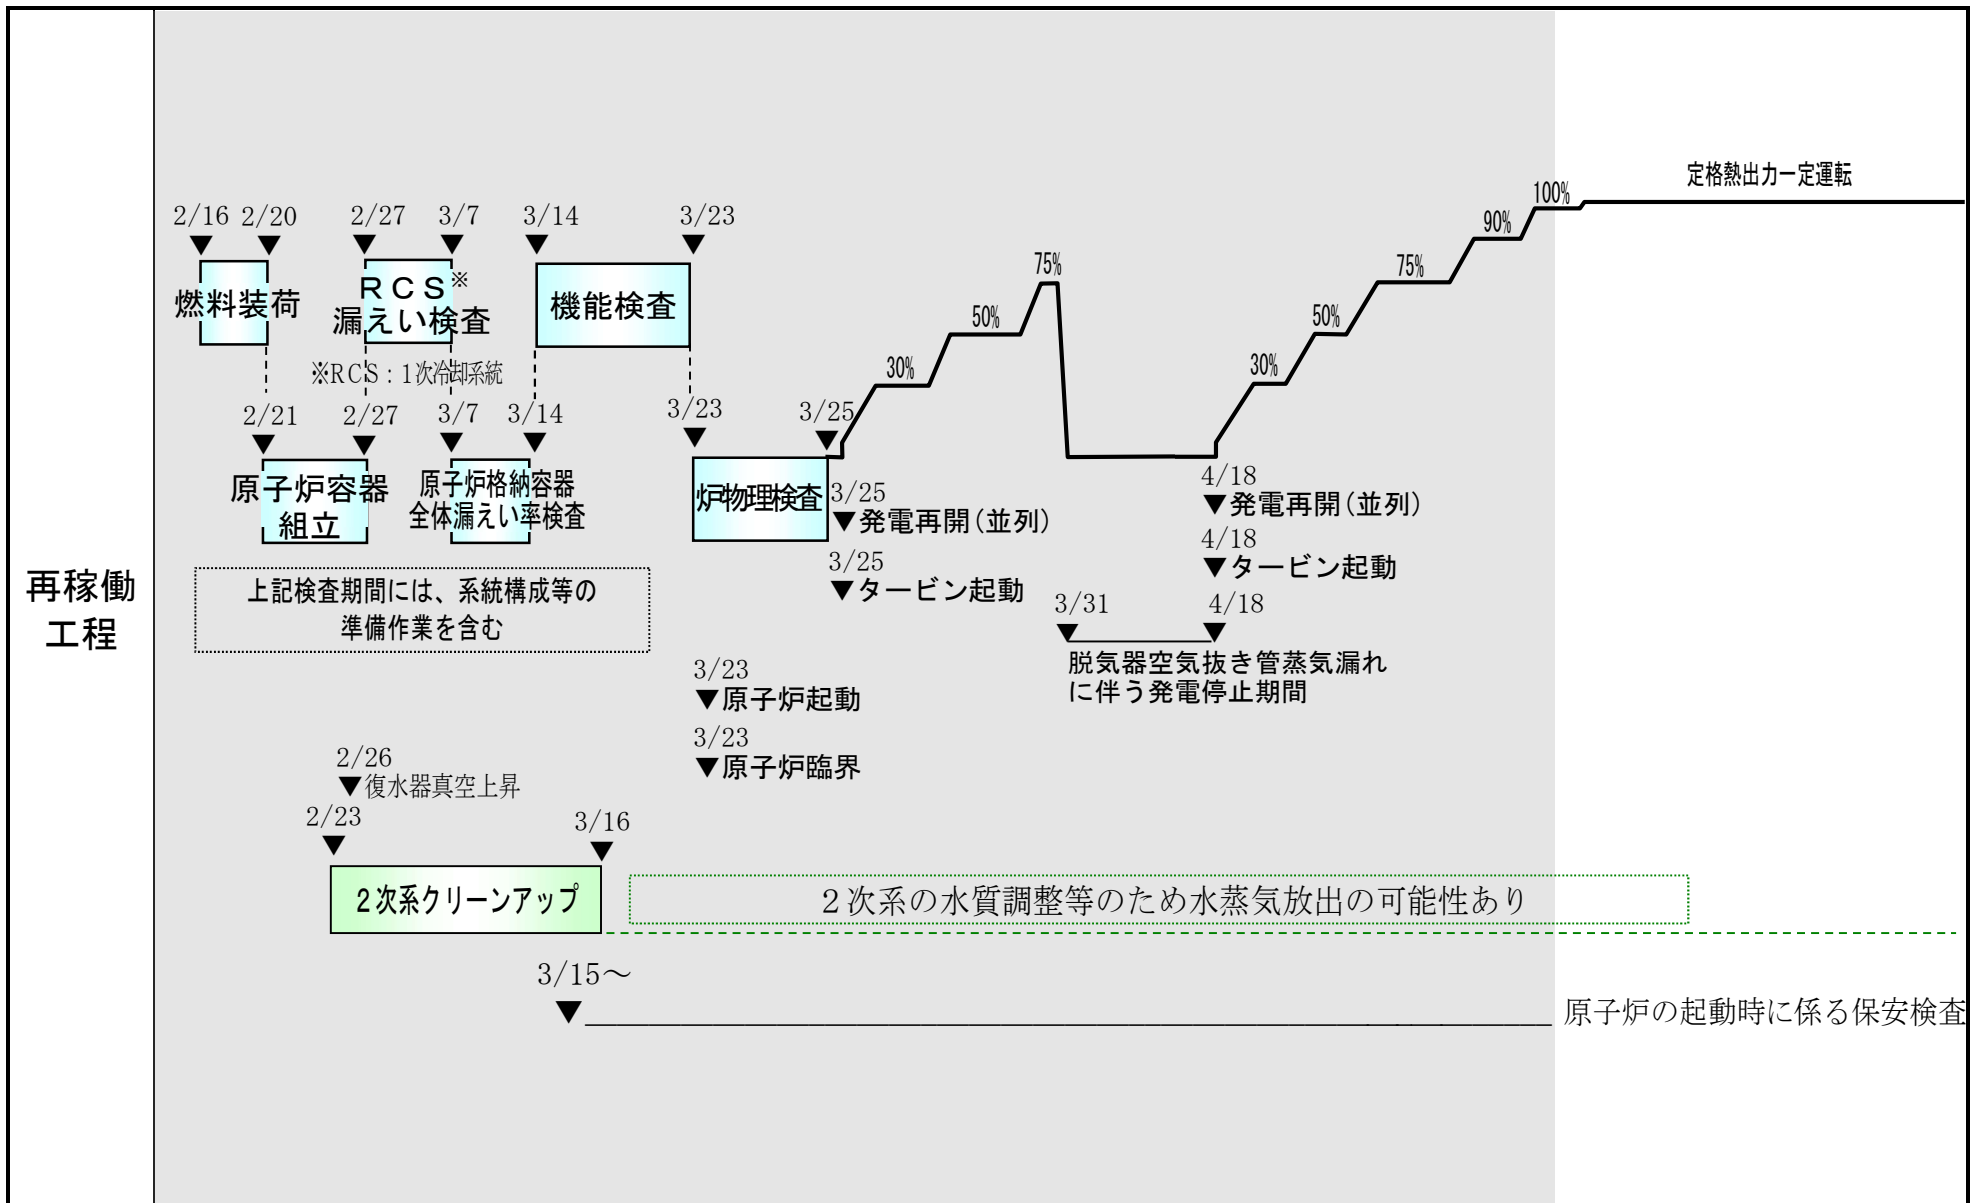 再稼働
工程
定格熱出力一定運転
100%
90%
75%
50%
30%
75%
50%
30%
2/16 2/20 2/27 3/7 3/14 3/23
燃料装荷
RCS※
漏えい検査
機能検査
※RCS:1次冷却系統
2/21 2/27 3/7 3/14 3/23 3/25
原子炉容器
組立
原子炉格納容器
全体漏えい率検査
炉物理検査
3/25
▼発電再開(並列)
3/25
▼タービン起動
4/18
▼発電再開(並列)
4/18
▼タービン起動
3/31 4/18
脱気器空気抜き管蒸気漏れ
に伴う発電停止期間
上記検査期間には、系統構成等の
準備作業を含む
3/23
▼原子炉起動
3/23
▼原子炉臨界
2/26
▼復水器真空上昇
2/23 3/16
2次系クリーンアップ
2次系の水質調整等のため水蒸気放出の可能性あり
3/15～
原子炉の起動時に係る保安検査